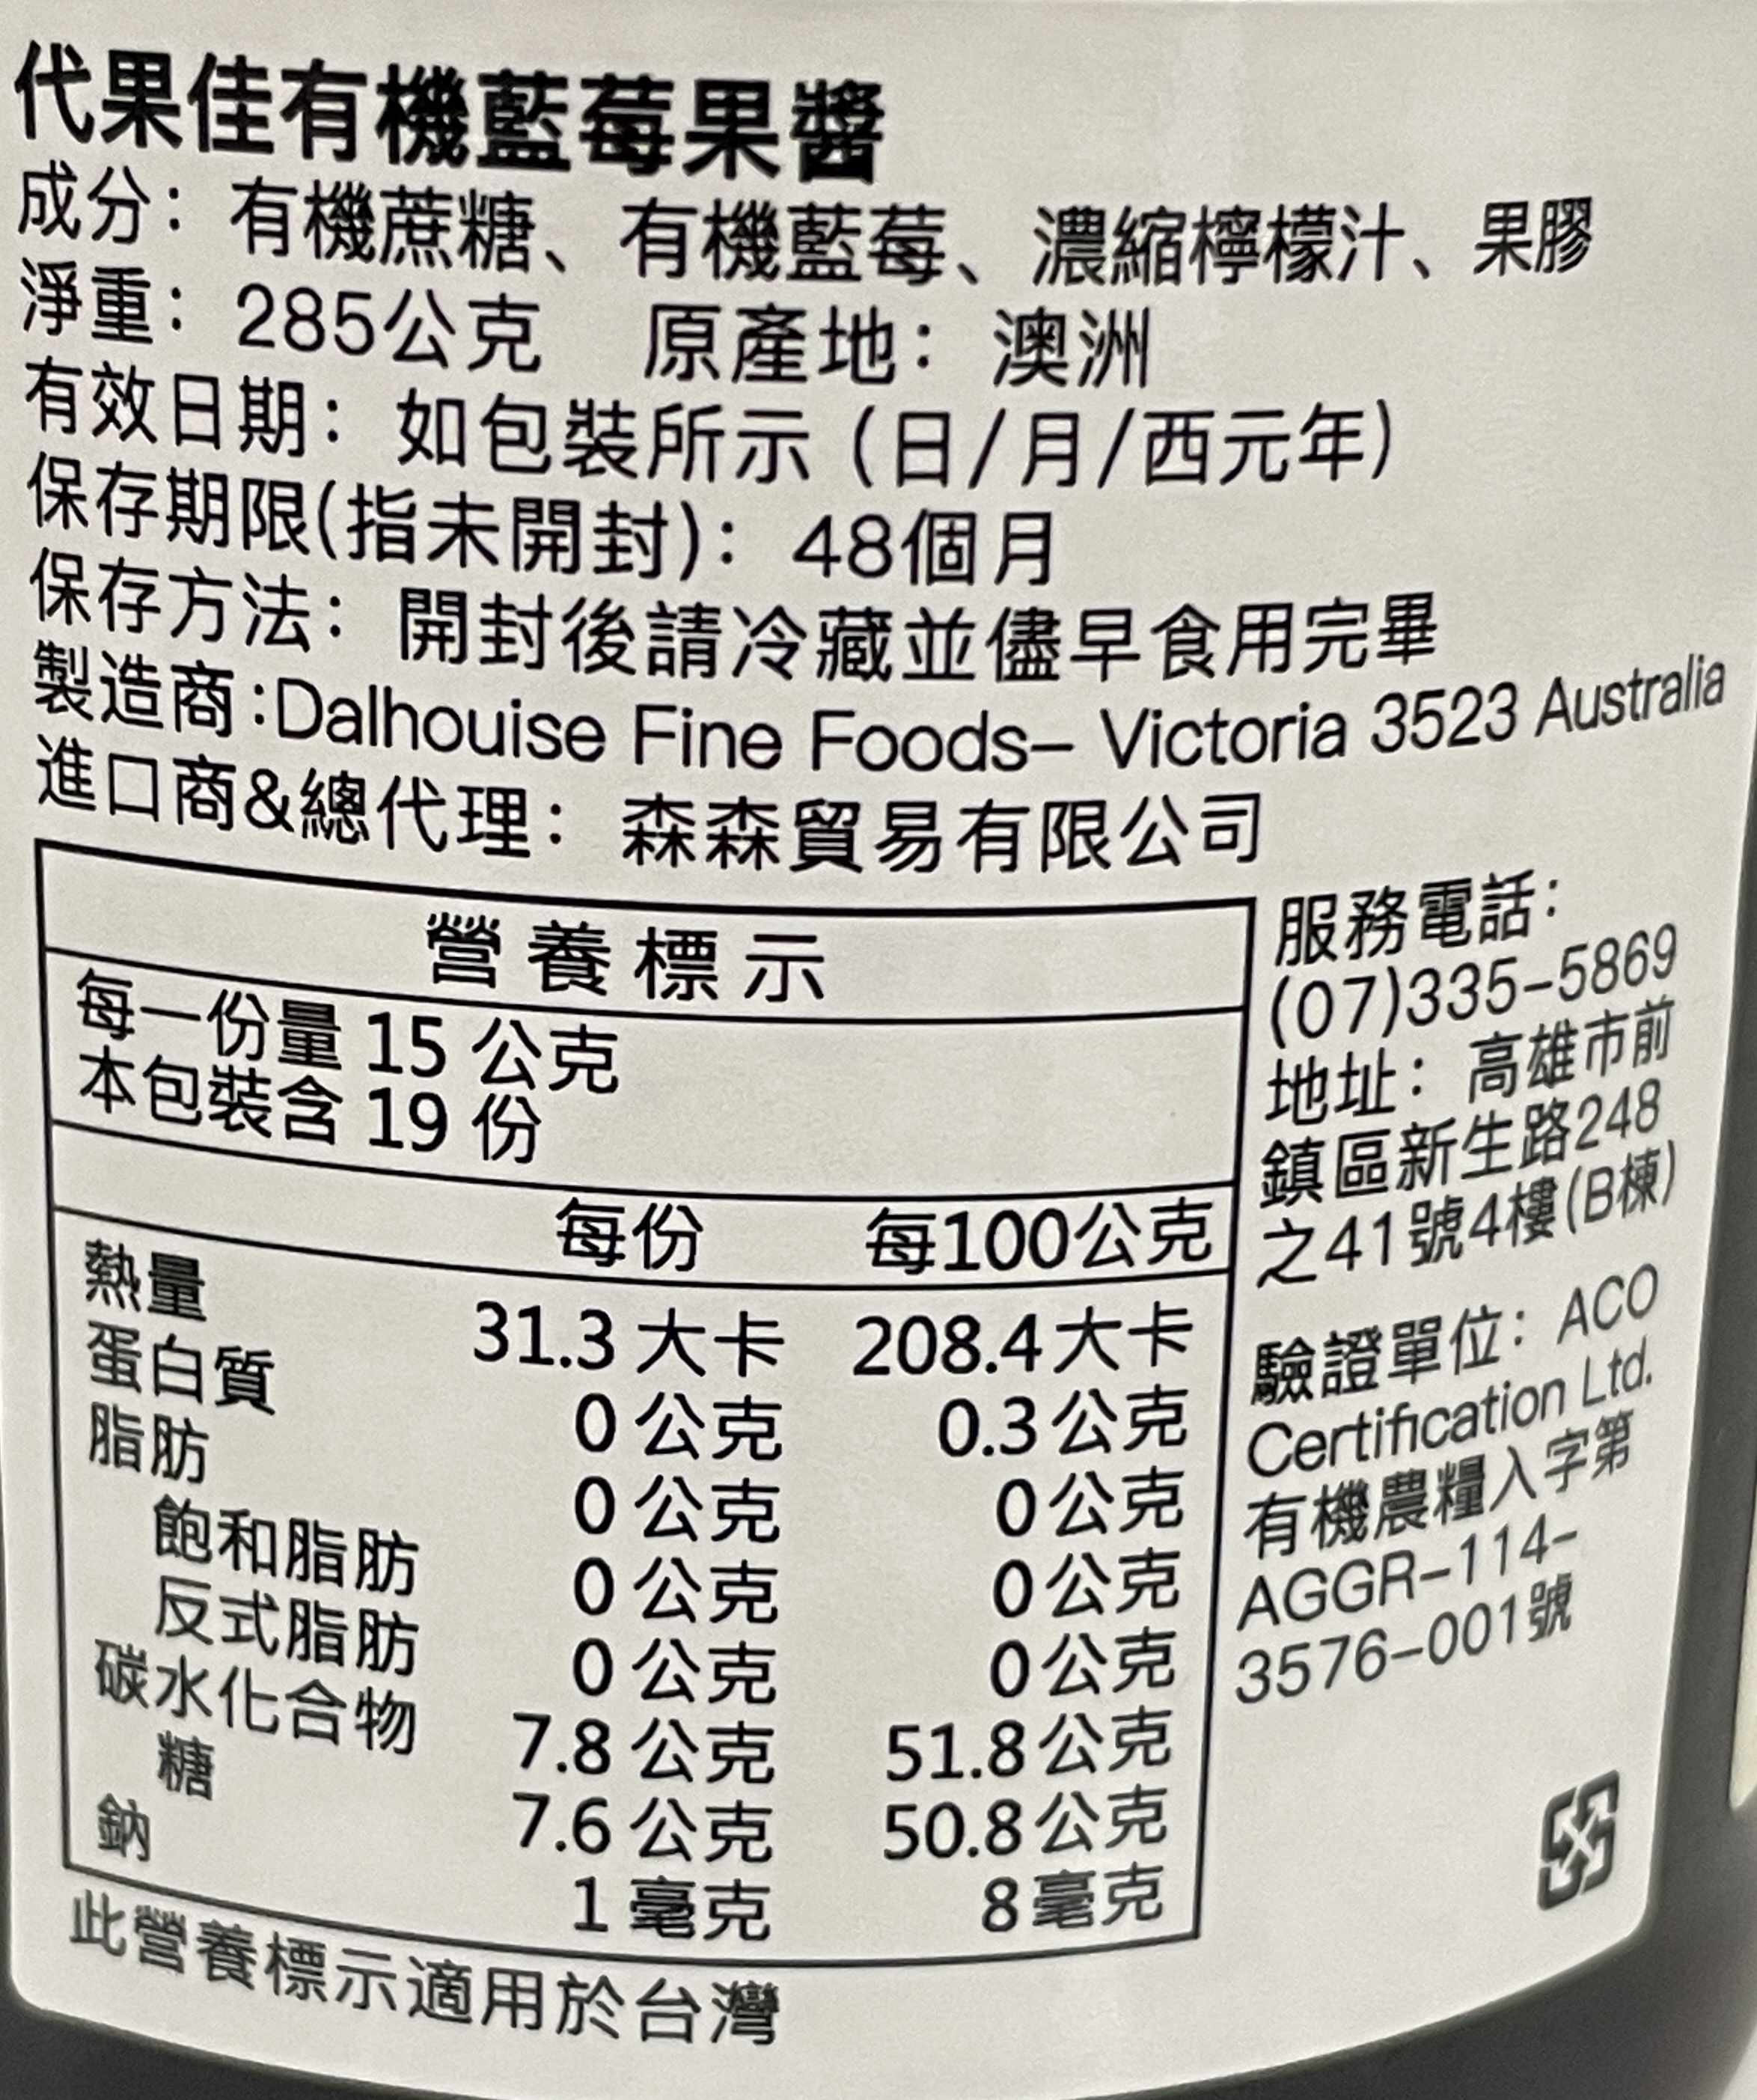 代果佳有機藍莓果醬
成分：有機蔗糖、有機藍莓、濃縮檸檬汁、果膠
淨重：285公克　原產地：澳洲
有效日期：如包裝所示（日/月/西元年）
保存期限(指未開封)：48個月
保存方法：開封後請冷藏並儘早食用完畢
製造商:Dalhouise Fine Foods– Victoria 3523 Australia
進口商&總代理：森森貿易有限公司
營養標示
每一份量 15 公克
本包裝含 19 份
每份 每100公克
熱量 31.3 大卡 208.4 大卡
蛋白質 0 公克 0.3 公克
脂肪 0 公克 0 公克
飽和脂肪 0 公克 0 公克
反式脂肪 0 公克 0 公克
碳水化合物 7.8 公克 51.8 公克
糖 7.6 公克 50.8 公克
鈉 1 毫克 8 毫克
此營養標示適用於台灣
服務電話：
(07)335-5869
地址：高雄市前
鎮區新生路248
之41號4樓(B棟)
驗證單位：ACO
Certification Ltd.
有機農糧入字第
AGGR-114-
3576-001號